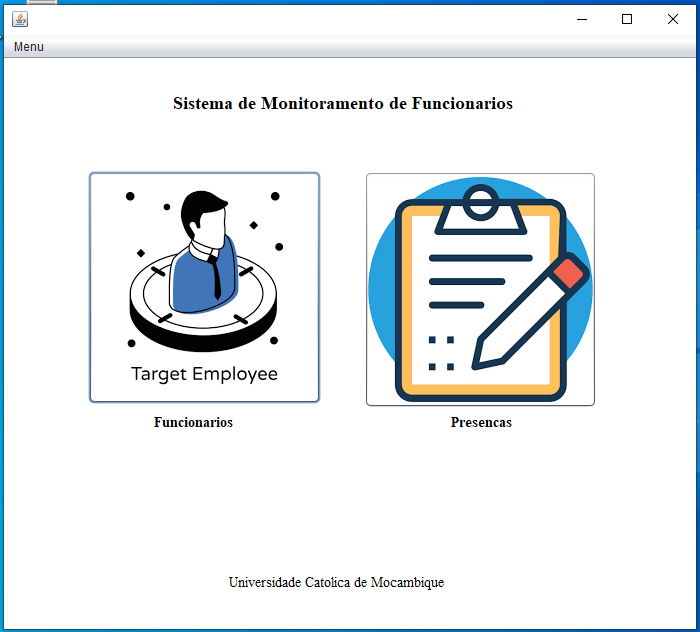 Menu
Sistema de Monitoramento de Funcionarios
Target Employee
Funcionarios
Presencas
Universidade Catolica de Mocambique